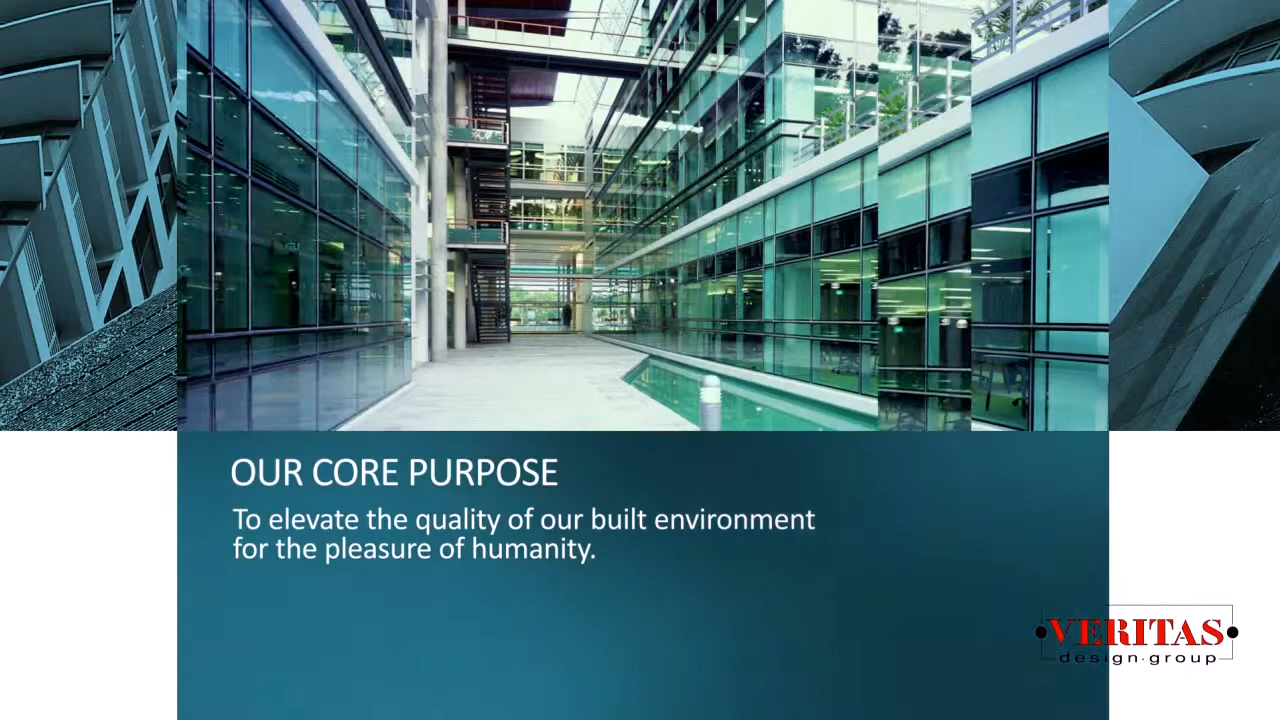 OUR CORE PURPOSE
To elevate the quality of our built environment
for the pleasure of humanity.
VERITAS
design·group